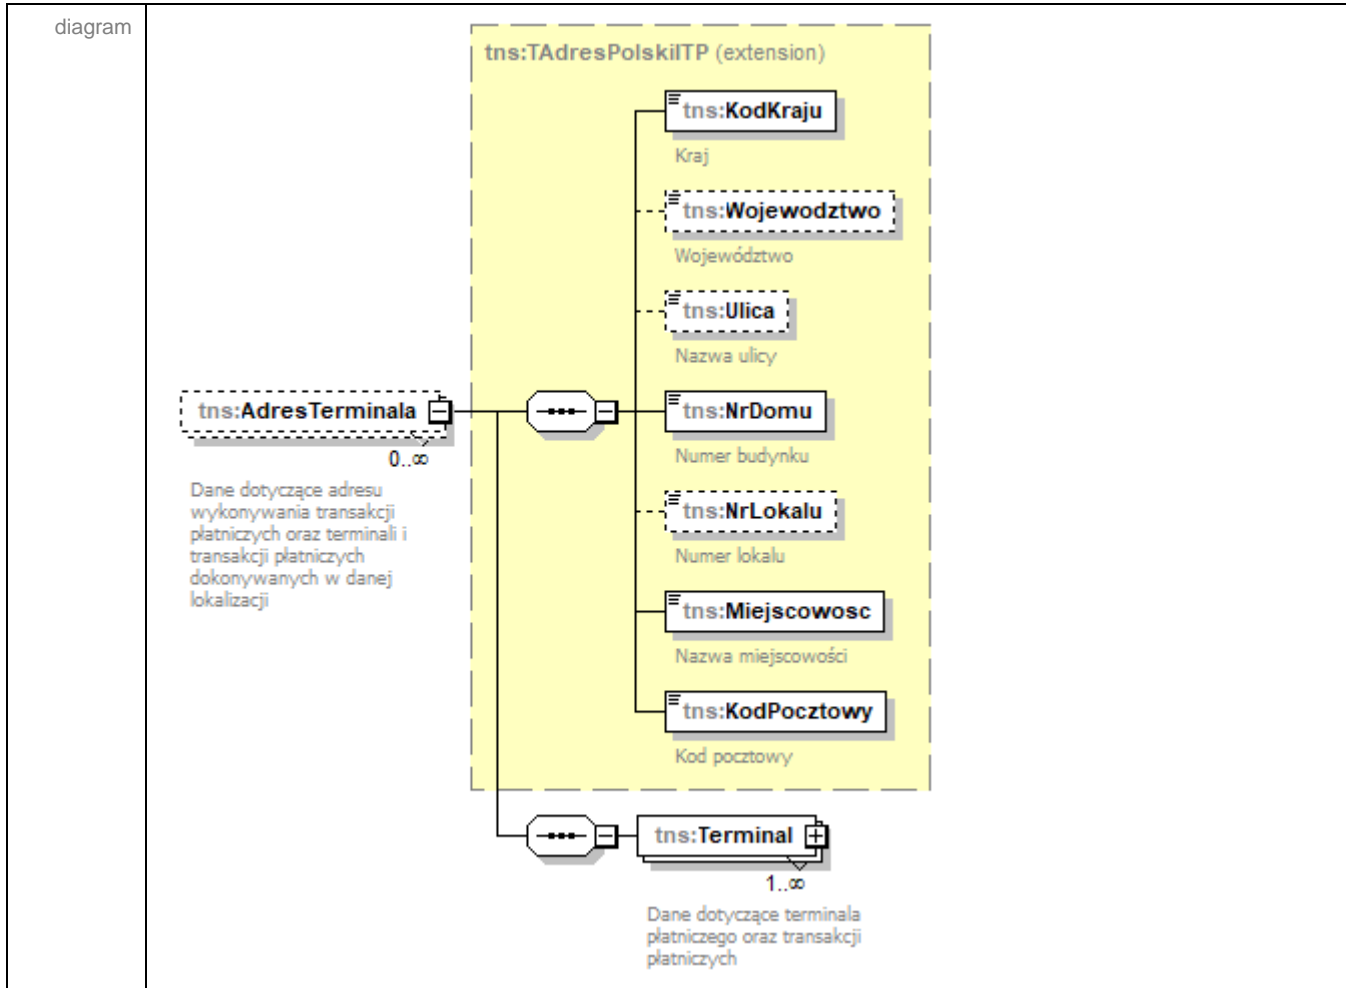 diagram
tns:TAdresPolskiITP (extension)
tns:KodKraju
Kraj
tns:Wojewodztwo
Województwo
tns:Ulica
Nazwa ulicy
tns:AdresTerminala
0..∞
Dane dotyczące adresu
wykonywania transakcji
płatniczych oraz terminali i
transakcji płatniczych
dokonywanych w danej
lokalizacji
tns:NrDomu
Numer budynku
tns:NrLokalu
Numer lokalu
tns:Miejscowosc
Nazwa miejscowości
tns:KodPocztowy
Kod pocztowy
tns:Terminal
1..∞
Dane dotyczące terminala
płatniczego oraz transakcji
płatniczych